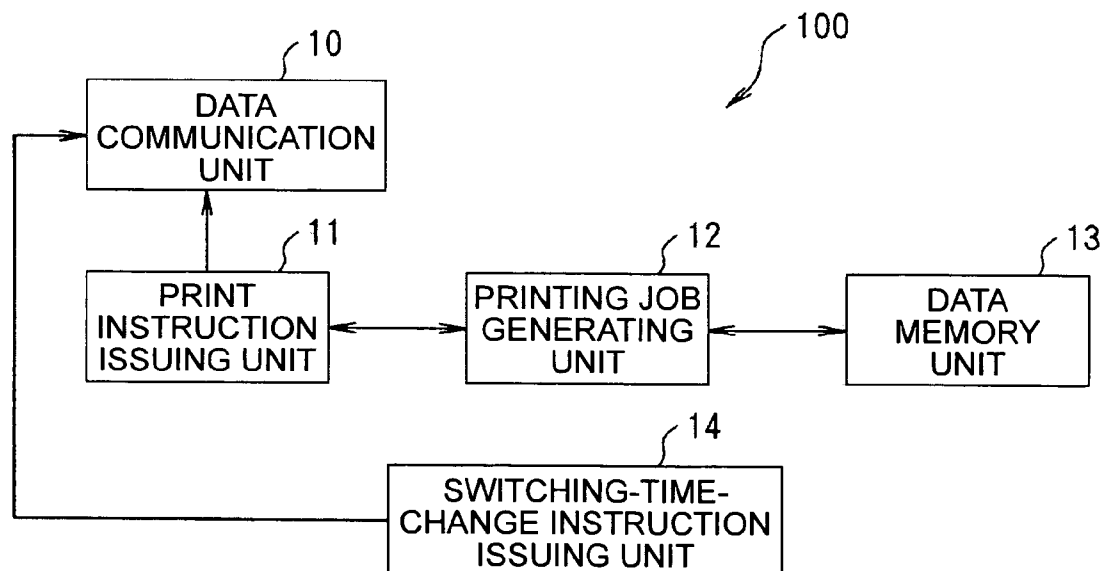 100
10
DATA
COMMUNICATION
UNIT
11
PRINT
INSTRUCTION
ISSUING UNIT
12
PRINTING JOB
GENERATING
UNIT
13
DATA
MEMORY
UNIT
14
SWITCHING-TIME-
CHANGE INSTRUCTION
ISSUING UNIT